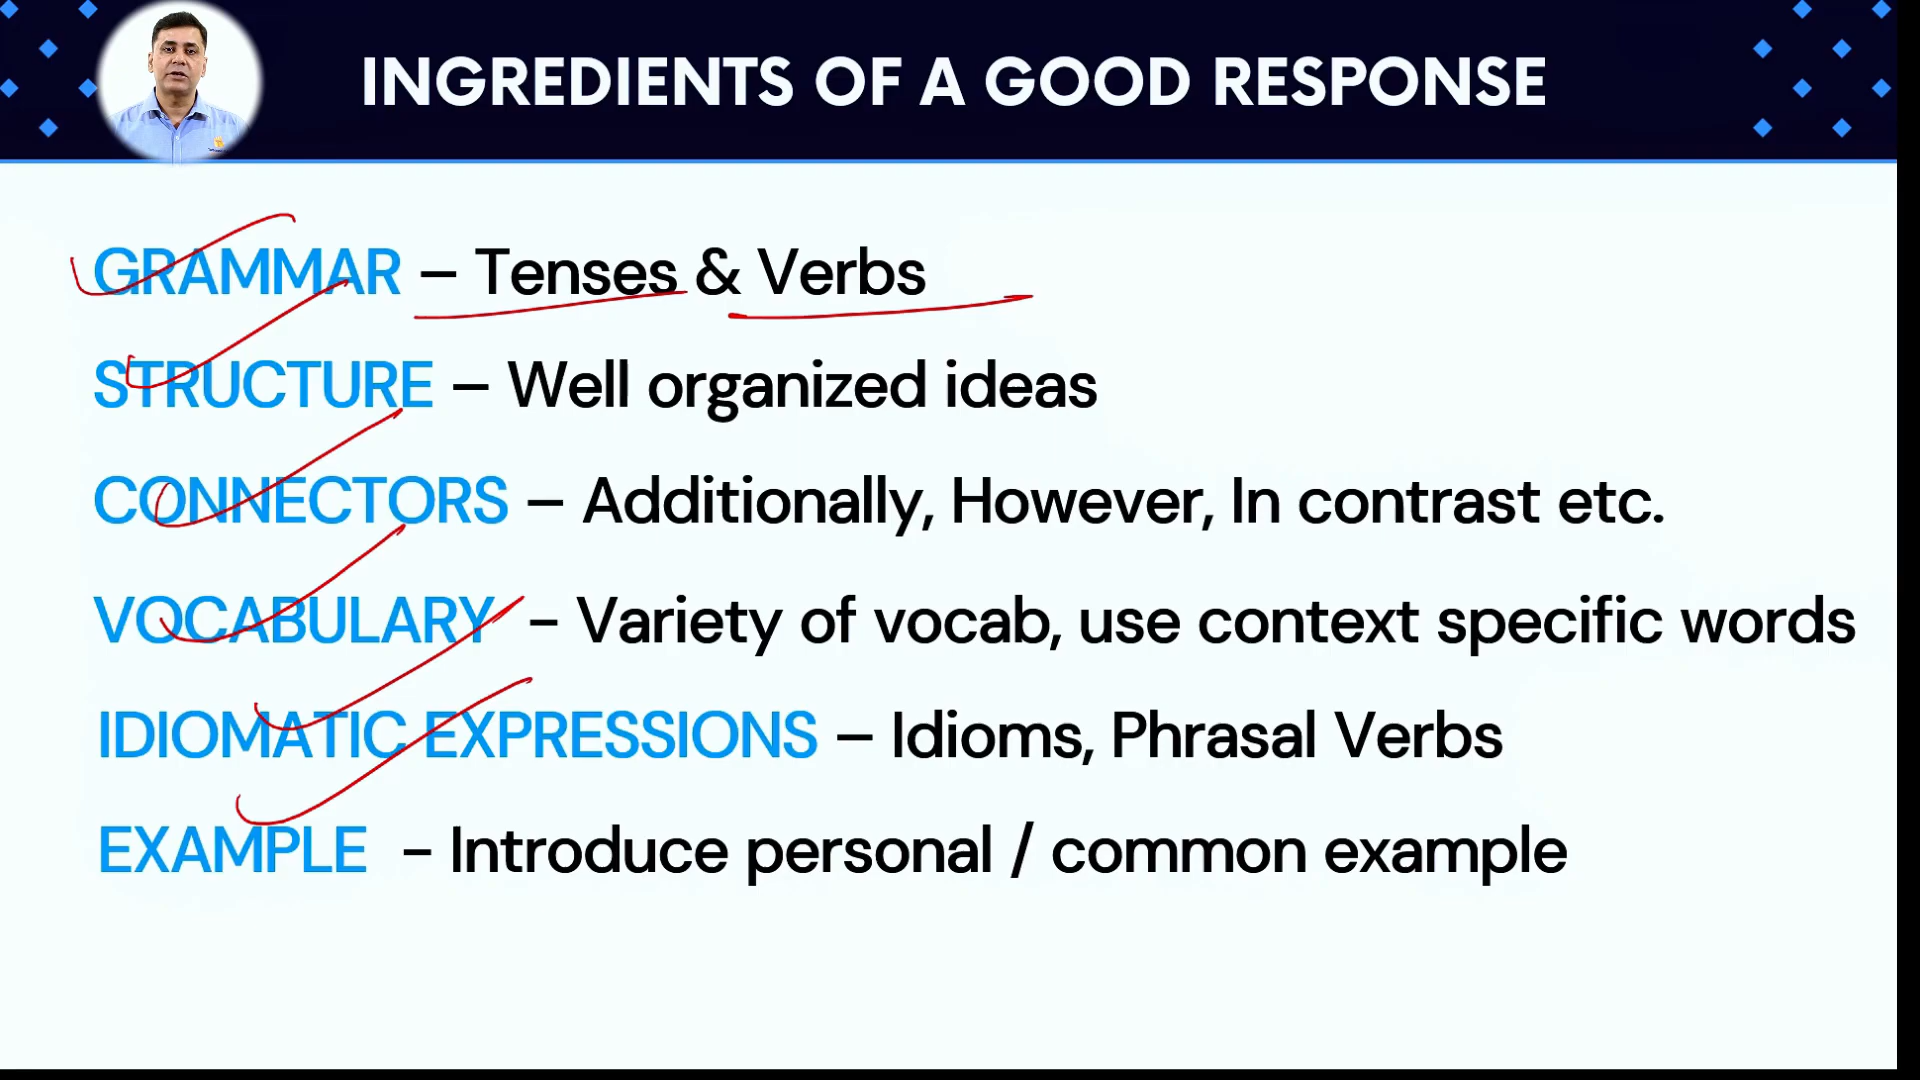 INGREDIENTS OF A GOOD RESPONSE
GRAMMAR – Tenses & Verbs
STRUCTURE – Well organized ideas
CONNECTORS – Additionally, However, In contrast etc.
VOCABULARY - Variety of vocab, use context specific words
IDIOMATIC EXPRESSIONS – Idioms, Phrasal Verbs
EXAMPLE - Introduce personal / common example